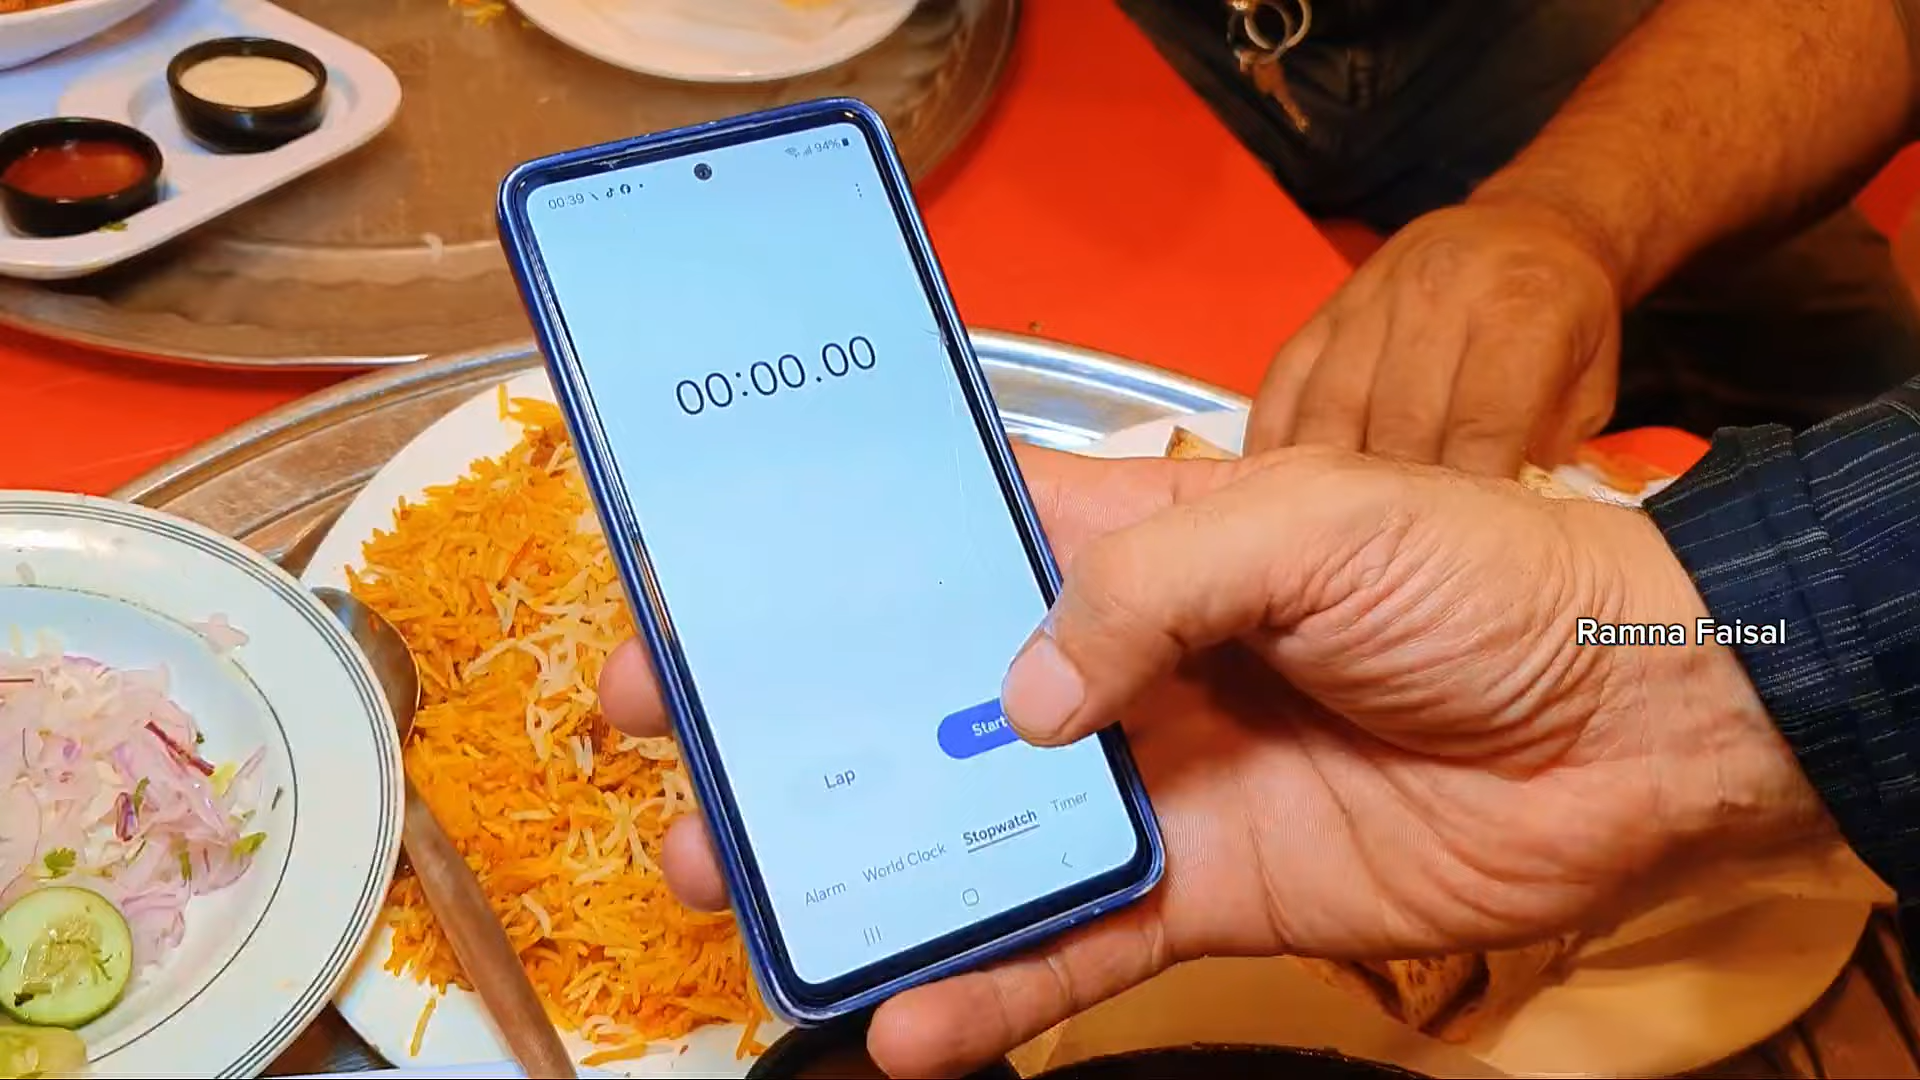 94%
00:39
00:00.00
Start
Lap
Alarm World Clock Stopwatch Timer
Ramna Faisal